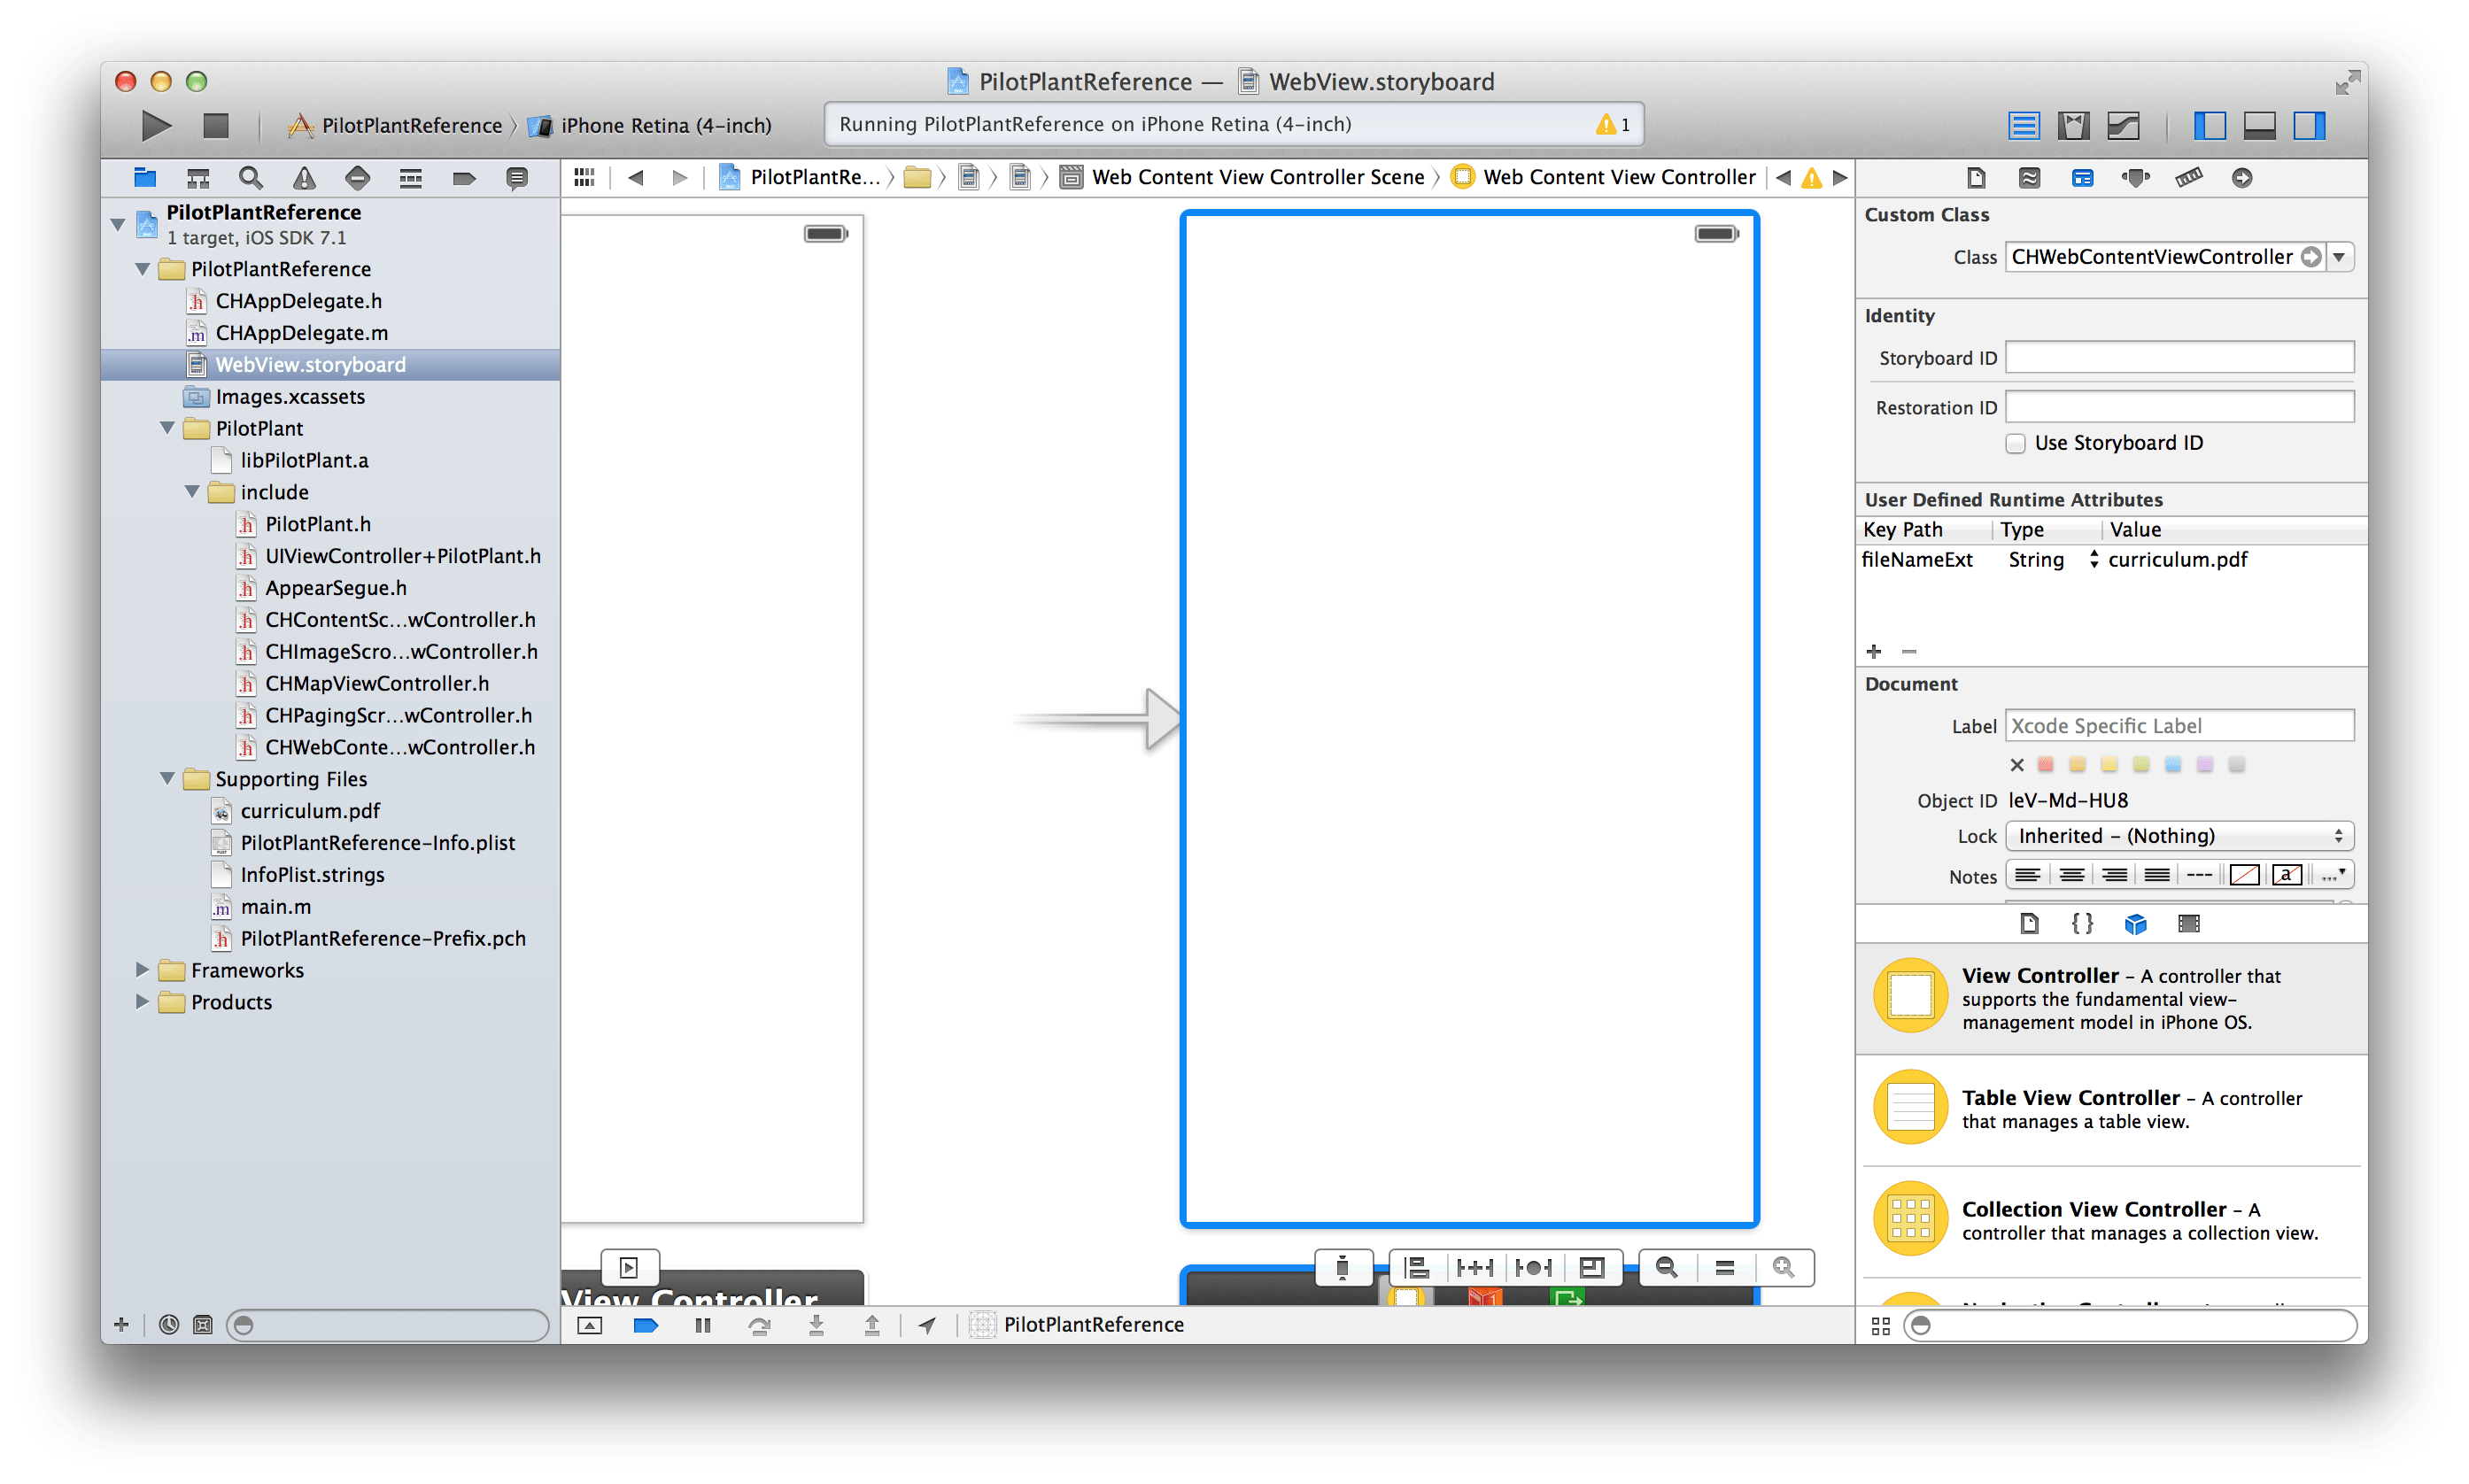 PilotPlantReference — WebView.storyboard
PilotPlantReference
iPhone Retina (4-inch)
Running PilotPlantReference on iPhone Retina (4-inch)
1
PilotPlantRe...
Web Content View Controller Scene
Web Content View Controller
PilotPlantReference
1 target, iOS SDK 7.1
PilotPlantReference
CHAppDelegate.h
CHAppDelegate.m
WebView.storyboard
Images.xcassets
PilotPlant
libPilotPlant.a
include
PilotPlant.h
UIViewController+PilotPlant.h
AppearSegue.h
CHContentSc...wController.h
CHImageScro...wController.h
CHMapViewController.h
CHPagingScr...wController.h
CHWebConte...wController.h
Supporting Files
curriculum.pdf
PilotPlantReference-Info.plist
InfoPlist.strings
main.m
PilotPlantReference-Prefix.pch
Frameworks
Products
View Controller
PilotPlantReference
Custom Class
Class CHWebContentViewController
Identity
Storyboard ID
Restoration ID
Use Storyboard ID
User Defined Runtime Attributes
Key Path Type Value
fileNameExt String curriculum.pdf
Document
Label Xcode Specific Label
Object ID leV-Md-HU8
Lock Inherited - (Nothing)
Notes
View Controller - A controller that
supports the fundamental view-
management model in iPhone OS.
Table View Controller - A controller
that manages a table view.
Collection View Controller - A
controller that manages a collection view.